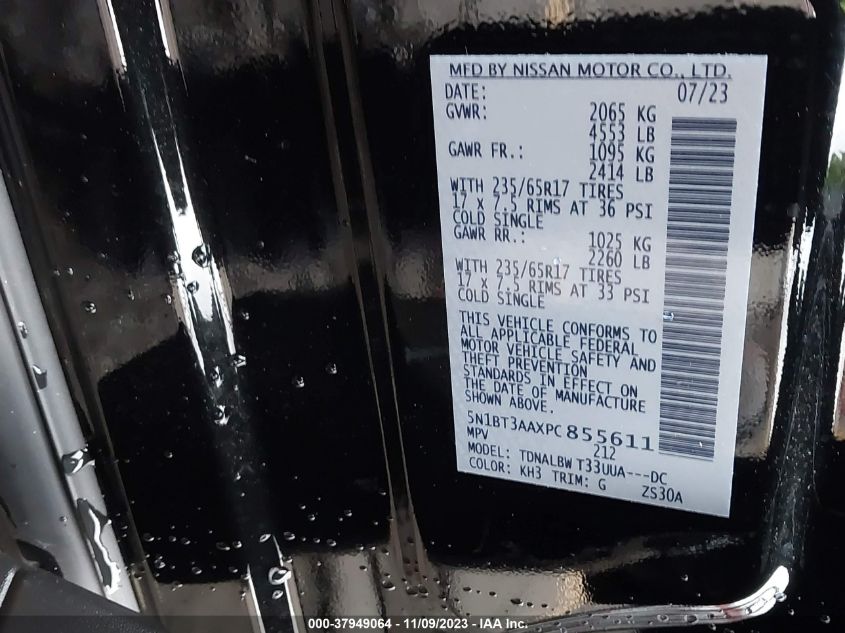 MFD BY NISSAN MOTOR CO., LTD.
DATE: 07/23
GVWR: 2065 KG
4553 LB
GAWR FR.: 1095 KG
2414 LB
WITH 235/65R17 TIRES
17 X 7.5 RIMS AT 36 PSI
COLD SINGLE
GAWR RR.: 1025 KG
2260 LB
WITH 235/65R17 TIRES
17 X 7.5 RIMS AT 33 PSI
COLD SINGLE
THIS VEHICLE CONFORMS TO
ALL APPLICABLE FEDERAL
MOTOR VEHICLE SAFETY AND
THEFT PREVENTION
STANDARDS IN EFFECT ON
THE DATE OF MANUFACTURE
SHOWN ABOVE.
5N1BT3AAXPC855611
MPV 212
MODEL: TDNALBW T33UUA---DC
COLOR: KH3 TRIM: G ZS30A
000-37949064 - 11/09/2023 - IAA Inc.